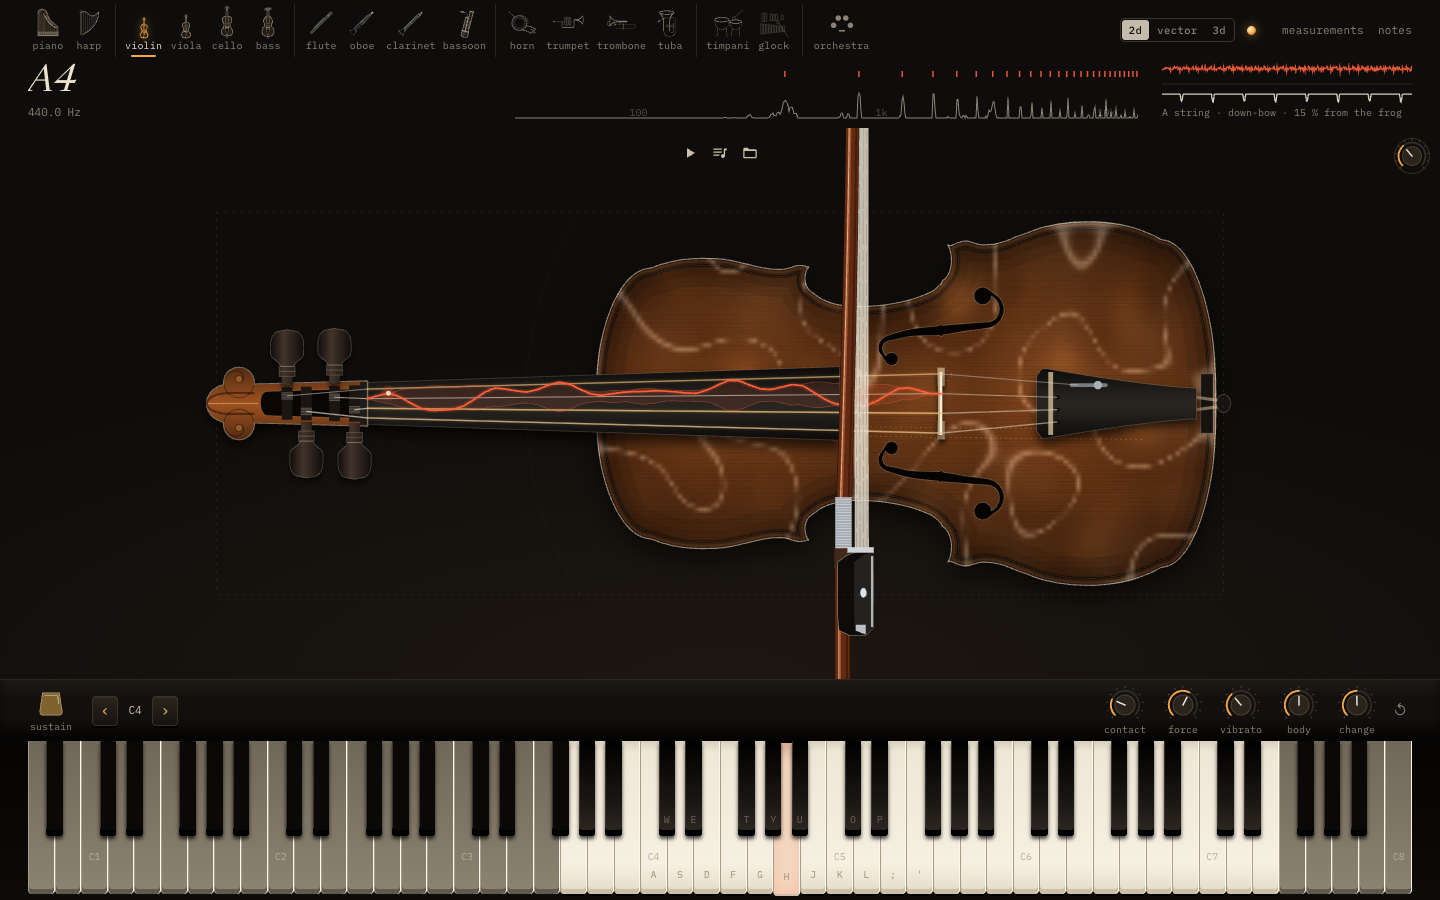 piano harp violin viola cello bass flute oboe clarinet bassoon horn trumpet trombone tuba timpani glock orchestra
2d vector 3d measurements notes
A4
440.0 Hz
100 1k
A string · down-bow · 15 % from the frog
sustain
‹ C4 ›
contact force vibrato body change
W E T Y U O P
C1 C2 C3 C4 C5 C6 C7 C8
A S D F G H J K L ; '